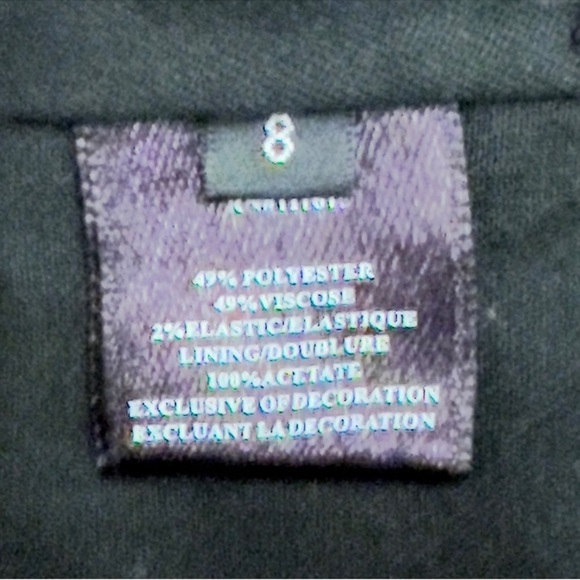 8
49% POLYESTER
49% VISCOSE
2% ELASTIC/ELASTIQUE
LINING/DOUBLURE
100% ACETATE
EXCLUSIVE OF DECORATION
EXCLUANT LA DECORATION